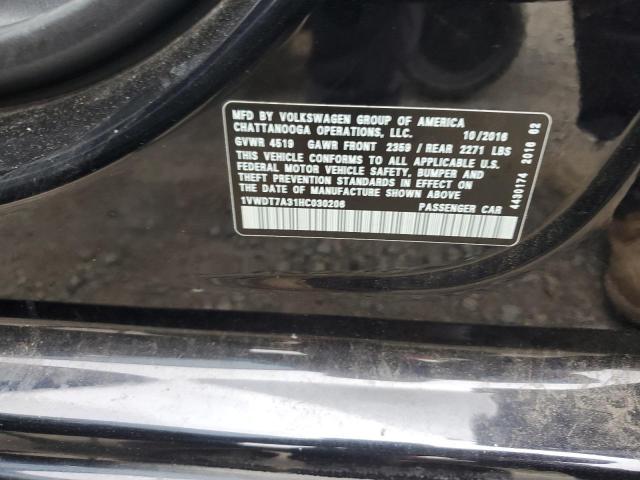 MFD BY VOLKSWAGEN GROUP OF AMERICA
CHATTANOOGA OPERATIONS, LLC. 10/2016
GVWR 4519 GAWR FRONT 2359 / REAR 2271 LBS
THIS VEHICLE CONFORMS TO ALL APPLICABLE U.S.
FEDERAL MOTOR VEHICLE SAFETY, BUMPER AND
THEFT PREVENTION STANDARDS IN EFFECT ON
THE DATE OF MANUFACTURE SHOWN ABOVE
1VWDT7A31HC030206 PASSENGER CAR
4430174 2016 02